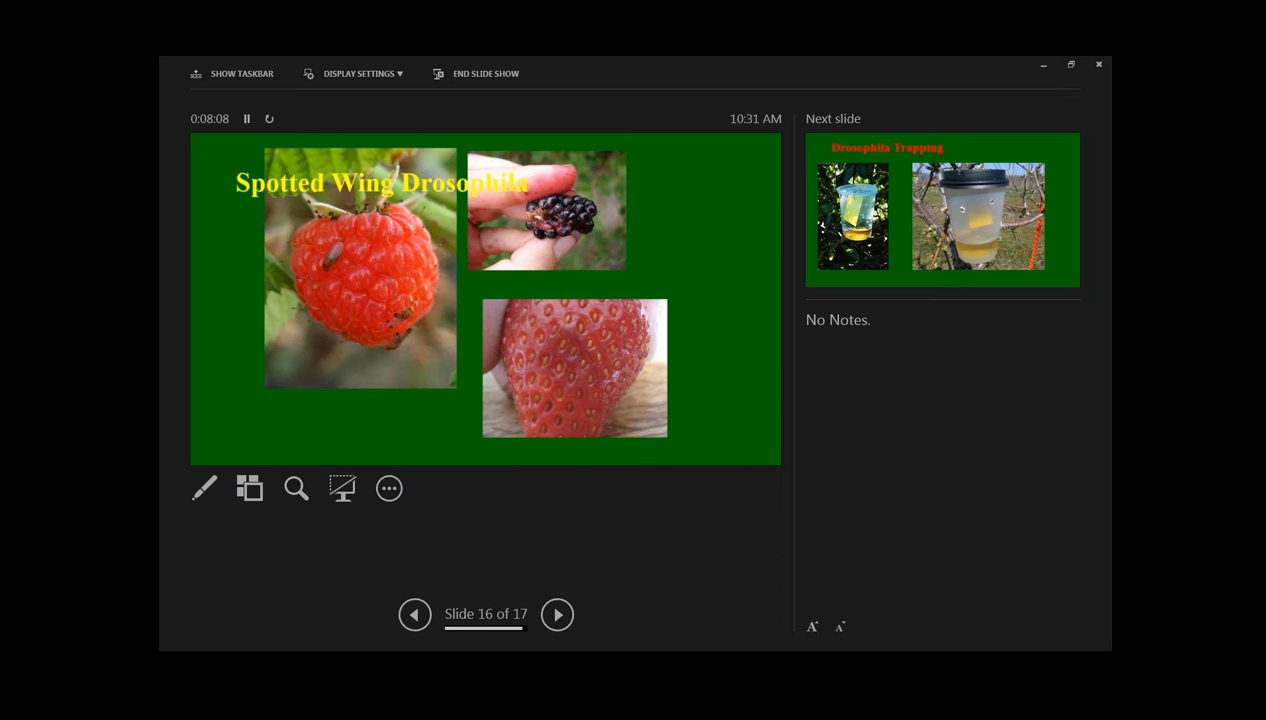 SHOW TASKBAR
DISPLAY SETTINGS ▼
END SLIDE SHOW
0:08:08
10:31 AM
Next slide
Spotted Wing Drosophila
Drosophila Trapping
No Notes.
Slide 16 of 17
A A